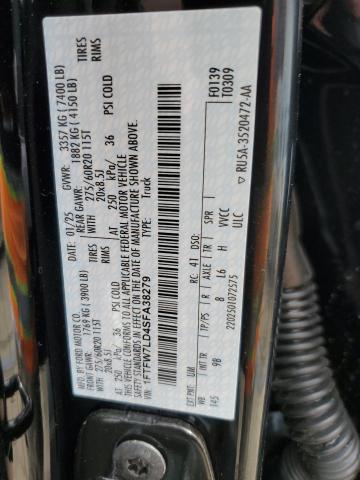 MFD. BY FORD MOTOR CO.
DATE: 01/25 GVWR: 3357 KG ( 7400 LB)
FRONT GAWR: 1769 KG ( 3900 LB) REAR GAWR: 1882 KG ( 4150 LB)
275/60R20 115T TIRES 275/60R20 115T TIRES
20x8.5J RIMS 20x8.5J RIMS
AT 250 kPa/ 36 PSI COLD AT 250 kPa/ 36 PSI COLD
THIS VEHICLE CONFORMS TO ALL APPLICABLE FEDERAL MOTOR VEHICLE
SAFETY, BUMPER, AND THEFT PREVENTION STANDARDS IN EFFECT ON THE DATE OF MANUFACTURE SHOWN ABOVE.
VIN: 1FTFW7LD4SFA38279
TYPE: Truck
F0139
T0309
EXT PNT: UM RC: 41 DSO:
WB INT TR TP/PS R AXLE TR SPR
145 9B 8 L6 H VVCC
2202501072575 ULC
▽ RU5A-3520472-AA